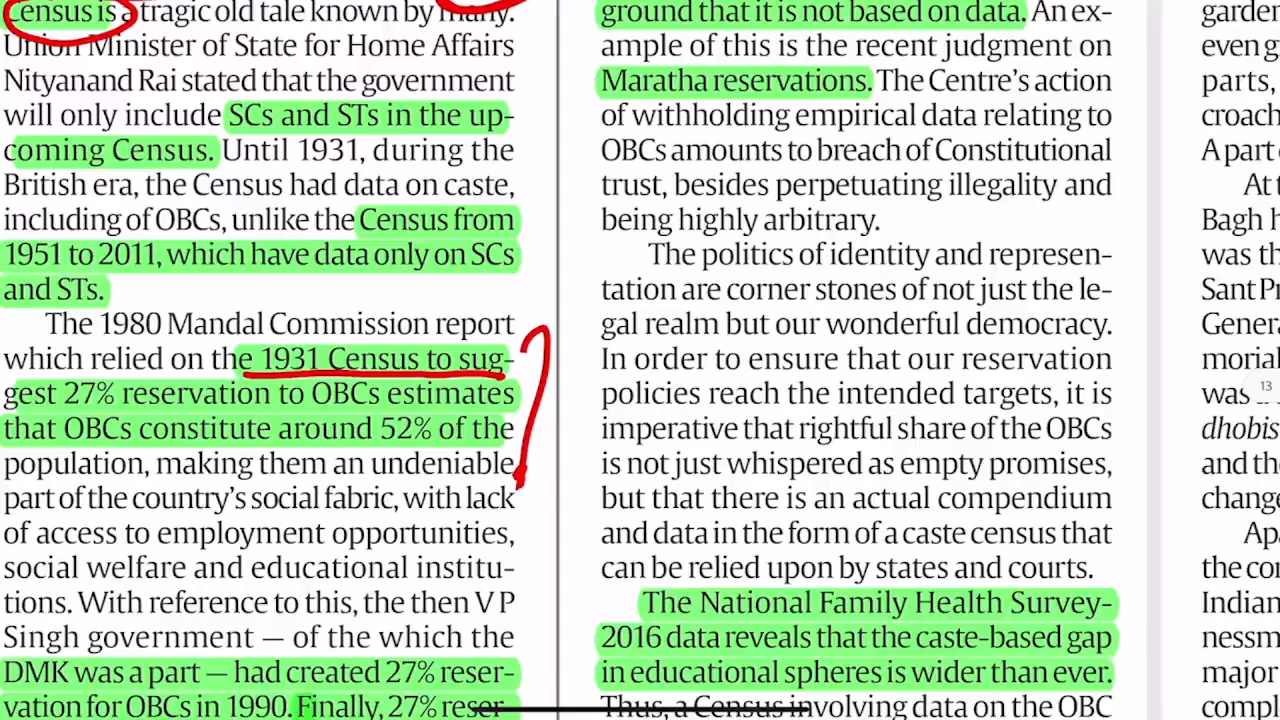 Census is a tragic old tale known by many.
Union Minister of State for Home Affairs
Nityanand Rai stated that the government
will only include SCs and STs in the up-
coming Census. Until 1931, during the
British era, the Census had data on caste,
including of OBCs, unlike the Census from
1951 to 2011, which have data only on SCs
and STs.
The 1980 Mandal Commission report
which relied on the 1931 Census to sug-
gest 27% reservation to OBCs estimates
that OBCs constitute around 52% of the
population, making them an undeniable
part of the country's social fabric, with lack
of access to employment opportunities,
social welfare and educational institu-
tions. With reference to this, the then V P
Singh government — of the which the
DMK was a part — had created 27% reser-
vation for OBCs in 1990. Finally, 27% reser-
ground that it is not based on data. An ex-
ample of this is the recent judgment on
Maratha reservations. The Centre's action
of withholding empirical data relating to
OBCs amounts to breach of Constitutional
trust, besides perpetuating illegality and
being highly arbitrary.
The politics of identity and represen-
tation are corner stones of not just the le-
gal realm but our wonderful democracy.
In order to ensure that our reservation
policies reach the intended targets, it is
imperative that rightful share of the OBCs
is not just whispered as empty promises,
but that there is an actual compendium
and data in the form of a caste census that
can be relied upon by states and courts.
The National Family Health Survey-
2016 data reveals that the caste-based gap
in educational spheres is wider than ever.
Thus, a Census involving data on the OBC
garden
even g
parts,
croach
A part
At t
Bagh h
was th
Sant Pr
Genera
morial
was
dhobis
and the
change
Apa
the con
Indian
nessm
major
compl
13